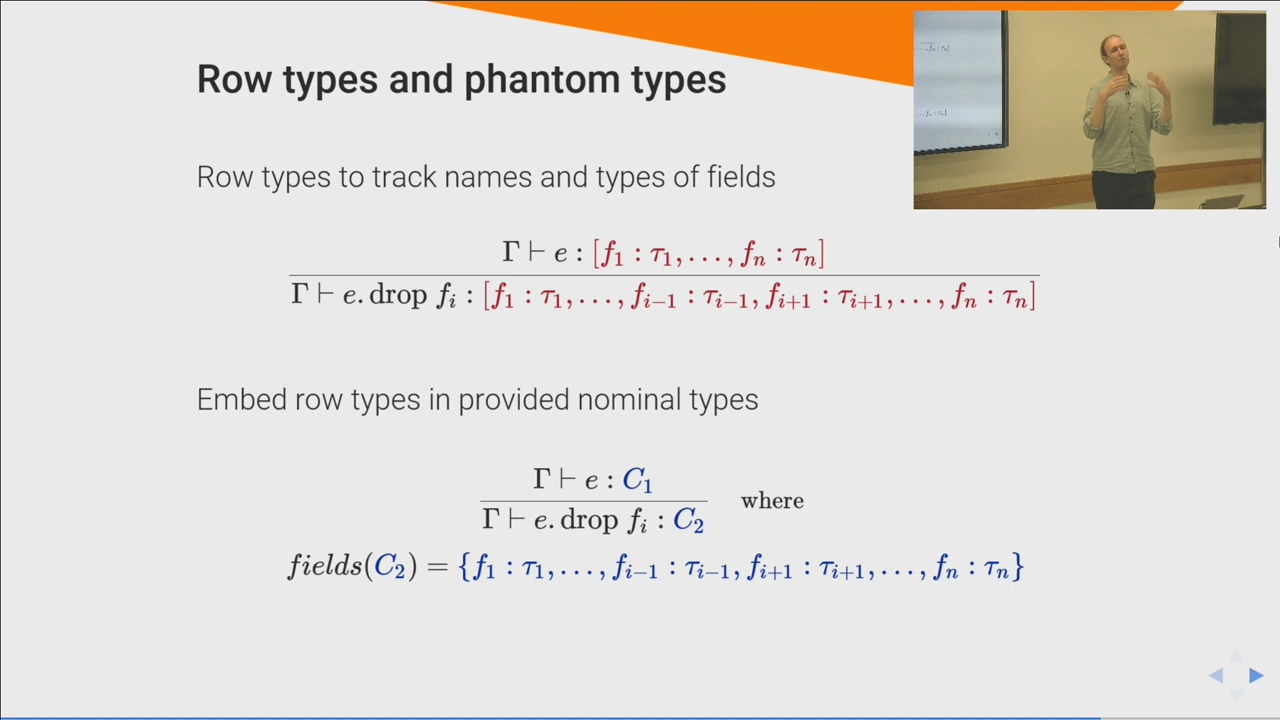 Row types and phantom types
Row types to track names and types of fields
Γ ⊢ e : [f₁ : τ₁, . . . , fₙ : τₙ]
Γ ⊢ e. drop fᵢ : [f₁ : τ₁, . . . , fᵢ₋₁ : τᵢ₋₁, fᵢ₊₁ : τᵢ₊₁, . . . , fₙ : τₙ]
Embed row types in provided nominal types
Γ ⊢ e : C₁
where
Γ ⊢ e. drop fᵢ : C₂
fields(C₂) = {f₁ : τ₁, . . . , fᵢ₋₁ : τᵢ₋₁, fᵢ₊₁ : τᵢ₊₁, . . . , fₙ : τₙ}